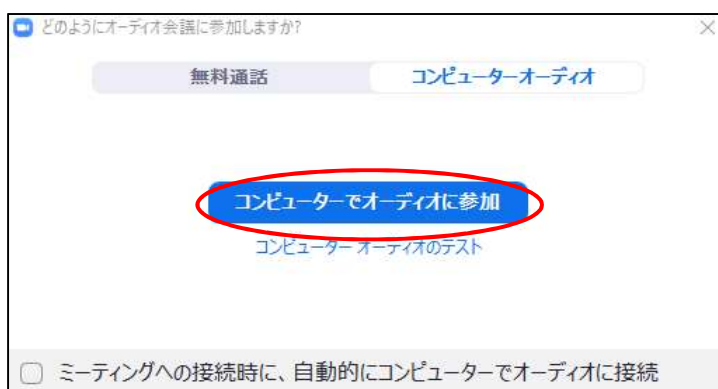 どのようにオーディオ会議に参加しますか?
無料通話
コンピューターオーディオ
コンピューターでオーディオに参加
コンピューター オーディオのテスト
ミーティングへの接続時に、自動的にコンピューターでオーディオに接続